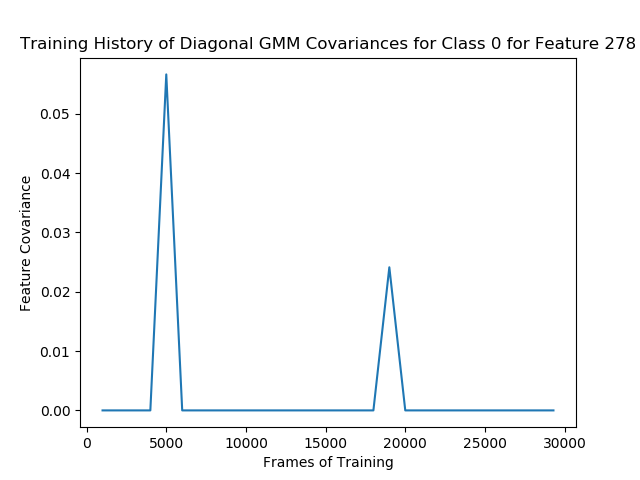 Training History of Diagonal GMM Covariances for Class 0 for Feature 278
Feature Covariance
0.05
0.04
0.03
0.02
0.01
0.00
0 5000 10000 15000 20000 25000 30000
Frames of Training